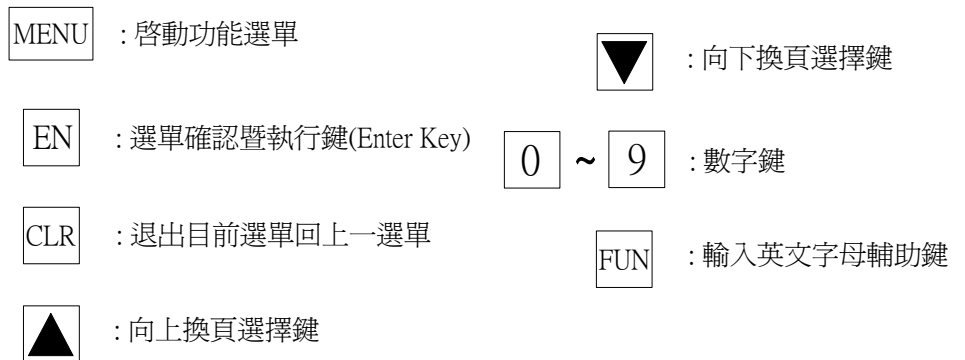 MENU : 啓動功能選單
EN : 選單確認暨執行鍵(Enter Key)
CLR : 退出目前選單回上一選單
▲ : 向上換頁選擇鍵
▼ : 向下換頁選擇鍵
0 ~ 9 : 數字鍵
FUN : 輸入英文字母輔助鍵